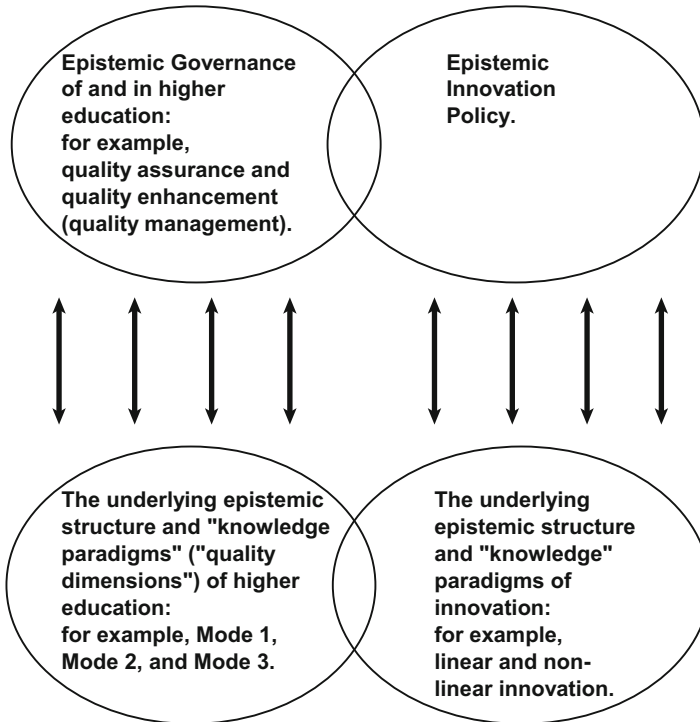 Epistemic Governance
of and in higher
education:
for example,
quality assurance and
quality enhancement
(quality management).
Epistemic
Innovation
Policy.
The underlying epistemic
structure and "knowledge
paradigms" ("quality
dimensions") of higher
education:
for example, Mode 1,
Mode 2, and Mode 3.
The underlying
epistemic structure
and "knowledge"
paradigms of
innovation:
for example,
linear and non-
linear innovation.